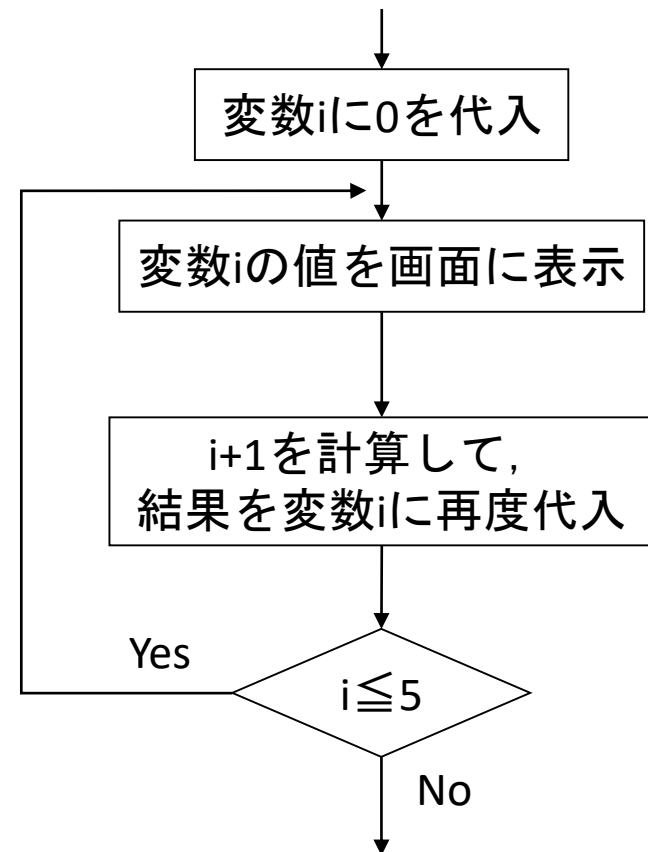 変数iに0を代入
変数iの値を画面に表示
i+1を計算して,
結果を変数iに再度代入
Yes
i≦5
No